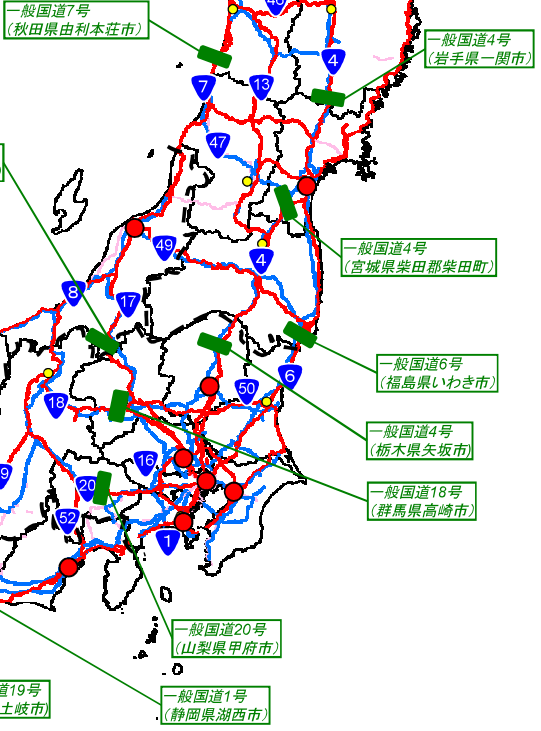 46
一般国道7号
(秋田県由利本荘市)
一般国道4号
(岩手県一関市)
4
7
13
47
一般国道4号
(宮城県柴田郡柴田町)
49
4
8
17
一般国道6号
(福島県いわき市)
6
50
18
一般国道4号
(栃木県矢坂市)
16
9
20
一般国道18号
(群馬県高崎市)
52
1
一般国道20号
(山梨県甲府市)
道19号
土岐市)
一般国道1号
(静岡県湖西市)